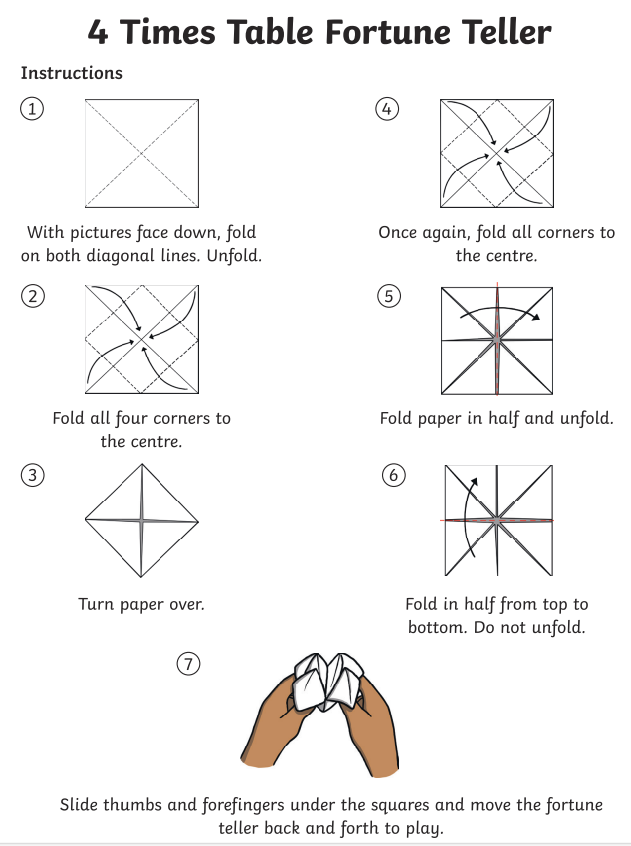 4 Times Table Fortune Teller
Instructions
1
With pictures face down, fold
on both diagonal lines. Unfold.
2
Fold all four corners to
the centre.
3
Turn paper over.
4
Once again, fold all corners to
the centre.
5
Fold paper in half and unfold.
6
Fold in half from top to
bottom. Do not unfold.
7
Slide thumbs and forefingers under the squares and move the fortune
teller back and forth to play.